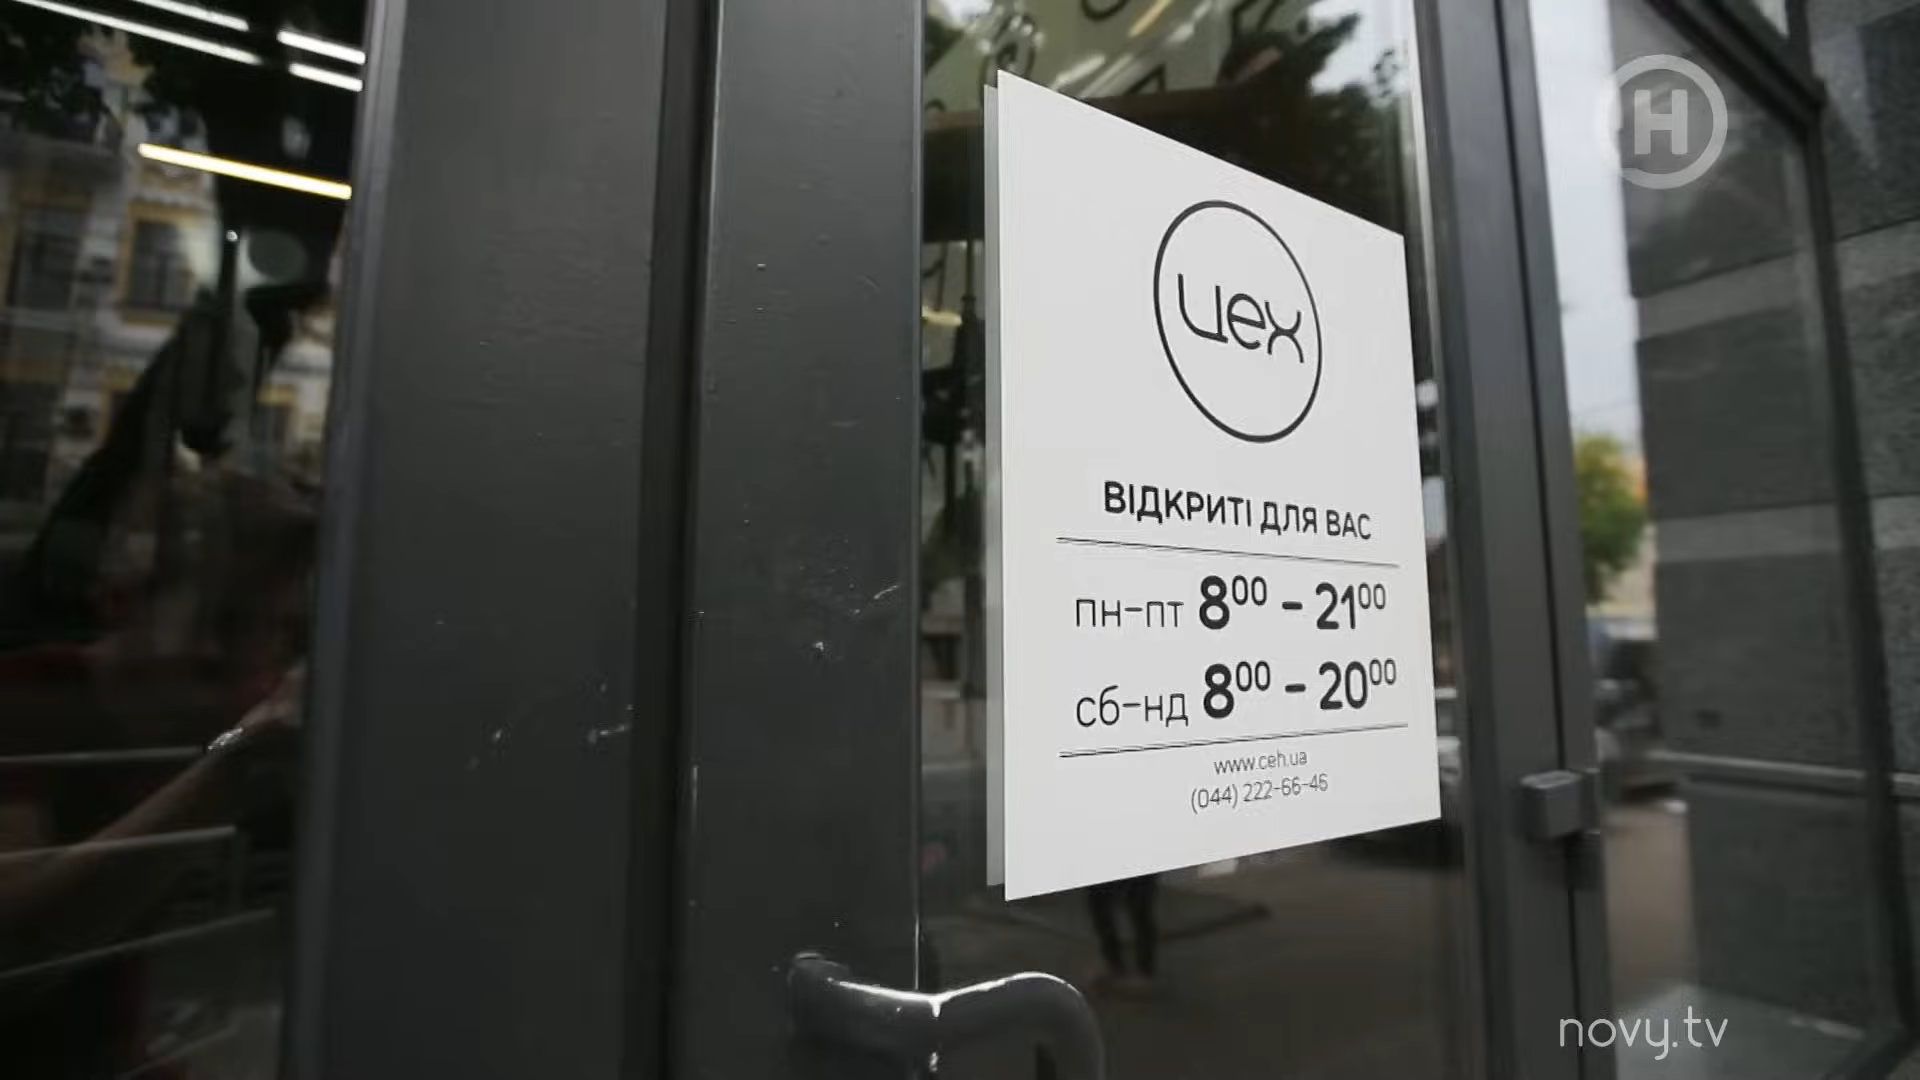 H
цех
ВІДКРИТІ ДЛЯ ВАС
пн-пт 8⁰⁰ - 21⁰⁰
сб-нд 8⁰⁰ - 20⁰⁰
www.ceh.ua
(044) 222-66-46
novy.tv